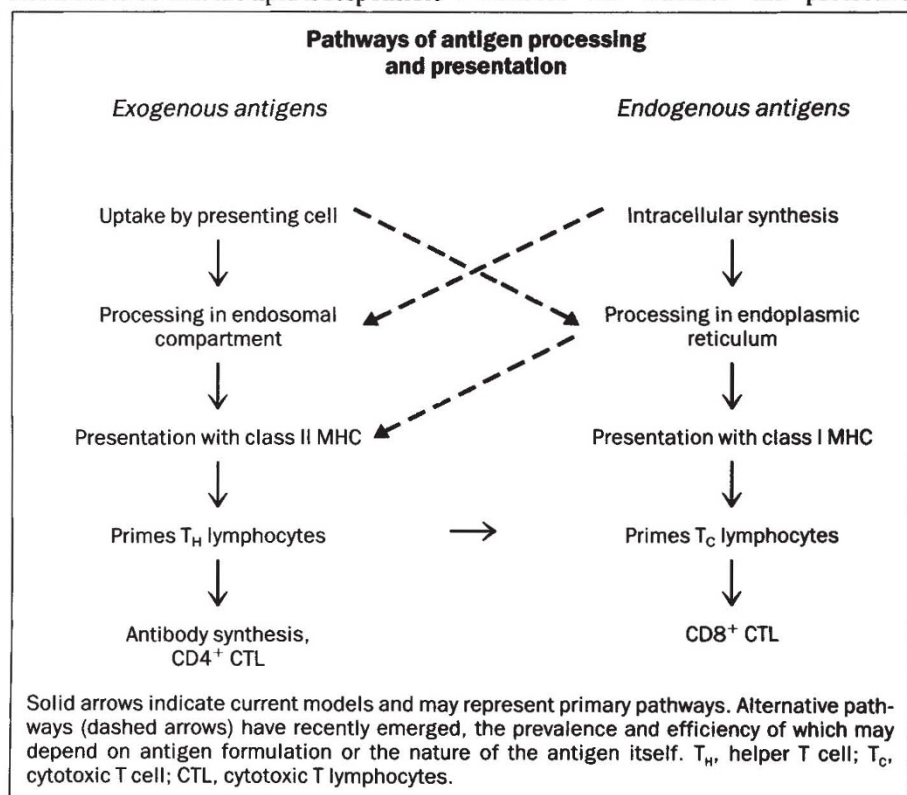 Pathways of antigen processing
and presentation
Exogenous antigens
Endogenous antigens
Uptake by presenting cell
Intracellular synthesis
Processing in endosomal
compartment
Processing in endoplasmic
reticulum
Presentation with class II MHC
Presentation with class I MHC
Primes T_H lymphocytes
Primes T_C lymphocytes
Antibody synthesis,
CD4⁺ CTL
CD8⁺ CTL
Solid arrows indicate current models and may represent primary pathways. Alternative path-
ways (dashed arrows) have recently emerged, the prevalence and efficiency of which may
depend on antigen formulation or the nature of the antigen itself. T_H, helper T cell; T_C,
cytotoxic T cell; CTL, cytotoxic T lymphocytes.